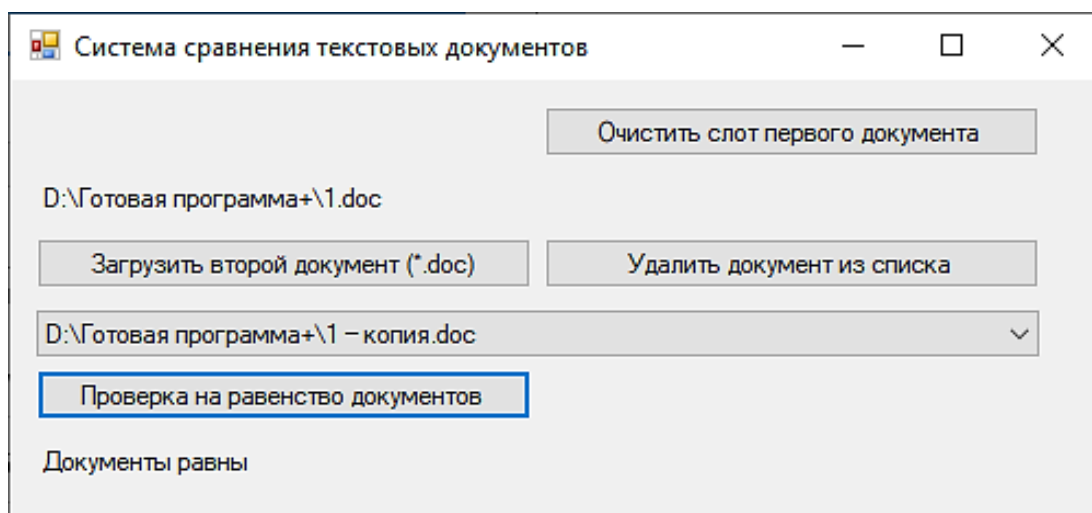 Система сравнения текстовых документов
Очистить слот первого документа
D:\Готовая программа+\1.doc
Загрузить второй документ (*.doc)
Удалить документ из списка
D:\Готовая программа+\1 – копия.doc
Проверка на равенство документов
Документы равны